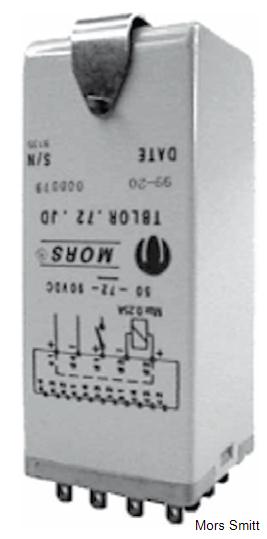 Max 0.25A
50 - 72 - 90VDC
MORS®
TBLOR . 72 . JD
99-20 000079
DATE S/N
Mors Smitt